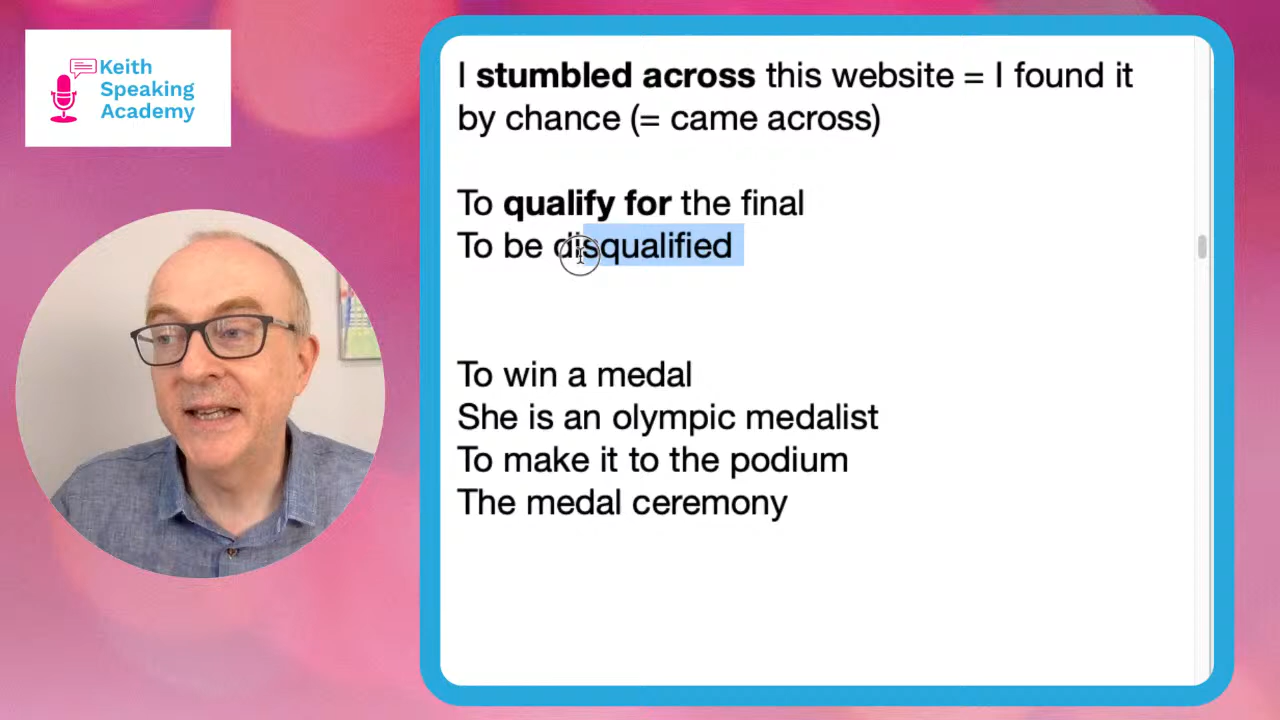 Keith
Speaking
Academy
I stumbled across this website = I found it
by chance (= came across)
To qualify for the final
To be disqualified
To win a medal
She is an olympic medalist
To make it to the podium
The medal ceremony